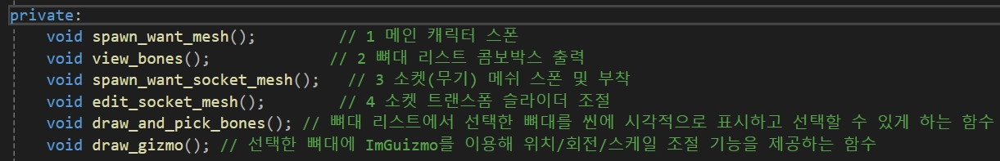 private:
void spawn_want_mesh(); // 1 메인 캐릭터 스폰
void view_bones(); // 2 뼈대 리스트 콤보박스 출력
void spawn_want_socket_mesh(); // 3 소켓(무기) 메쉬 스폰 및 부착
void edit_socket_mesh(); // 4 소켓 트랜스폼 슬라이더 조절
void draw_and_pick_bones(); // 뼈대 리스트에서 선택한 뼈대를 씬에 시각적으로 표시하고 선택할 수 있게 하는 함수
void draw_gizmo(); // 선택한 뼈대에 ImGuizmo를 이용해 위치/회전/스케일 조절 기능을 제공하는 함수